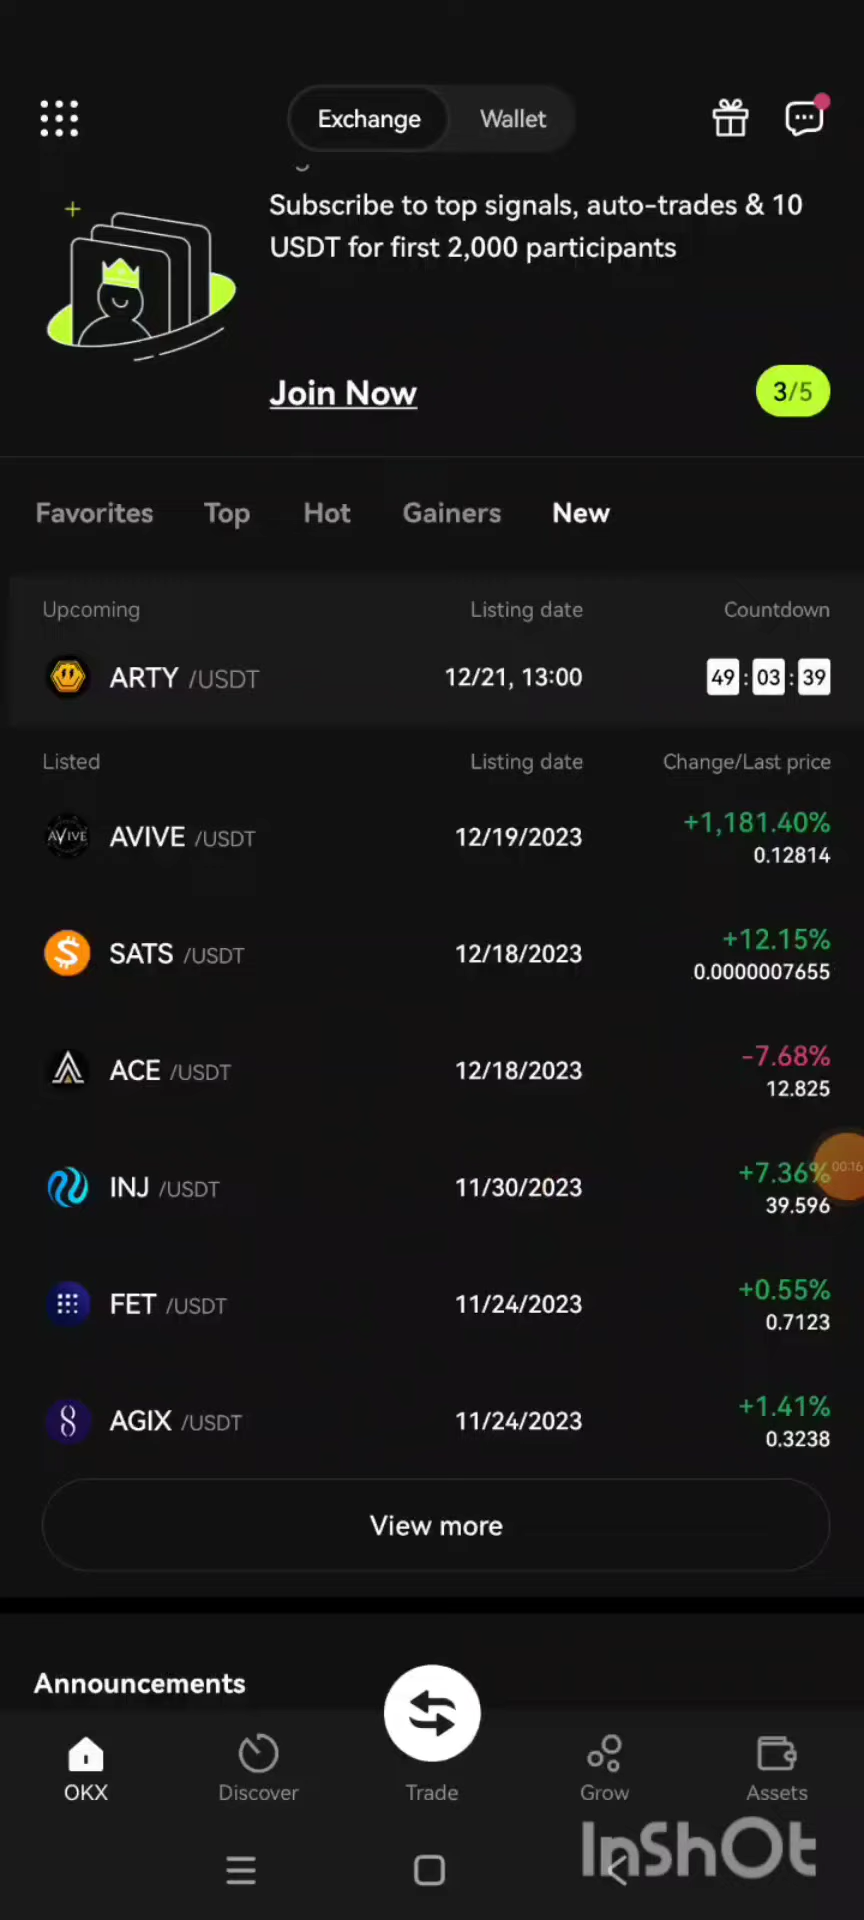 Exchange Wallet
Subscribe to top signals, auto-trades & 10
USDT for first 2,000 participants
Join Now 3/5
Favorites Top Hot Gainers New
Upcoming Listing date Countdown
ARTY /USDT 12/21, 13:00 49 : 03 : 39
Listed Listing date Change/Last price
AVIVE AVIVE /USDT 12/19/2023 +1,181.40%
0.12814
SATS /USDT 12/18/2023 +12.15%
0.0000007655
ACE /USDT 12/18/2023 -7.68%
12.825
INJ /USDT 11/30/2023 +7.36% 00:16
39.596
FET /USDT 11/24/2023 +0.55%
0.7123
AGIX /USDT 11/24/2023 +1.41%
0.3238
View more
Announcements
OKX Discover Trade Grow Assets
InShOt